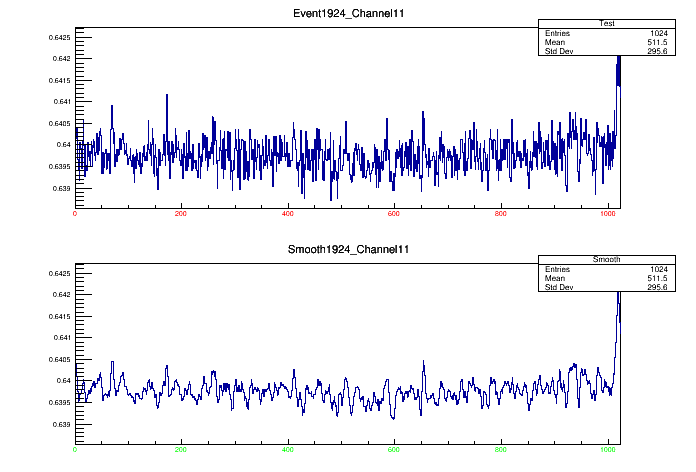 Event1924_Channel11
Test
Entries 1024
Mean 511.5
Std Dev 295.6
0.6425
0.642
0.6415
0.641
0.6405
0.64
0.6395
0.639
0 200 400 600 800 1000
Smooth1924_Channel11
Smooth
Entries 1024
Mean 511.5
Std Dev 295.6
0.6425
0.642
0.6415
0.641
0.6405
0.64
0.6395
0.639
0 200 400 600 800 1000